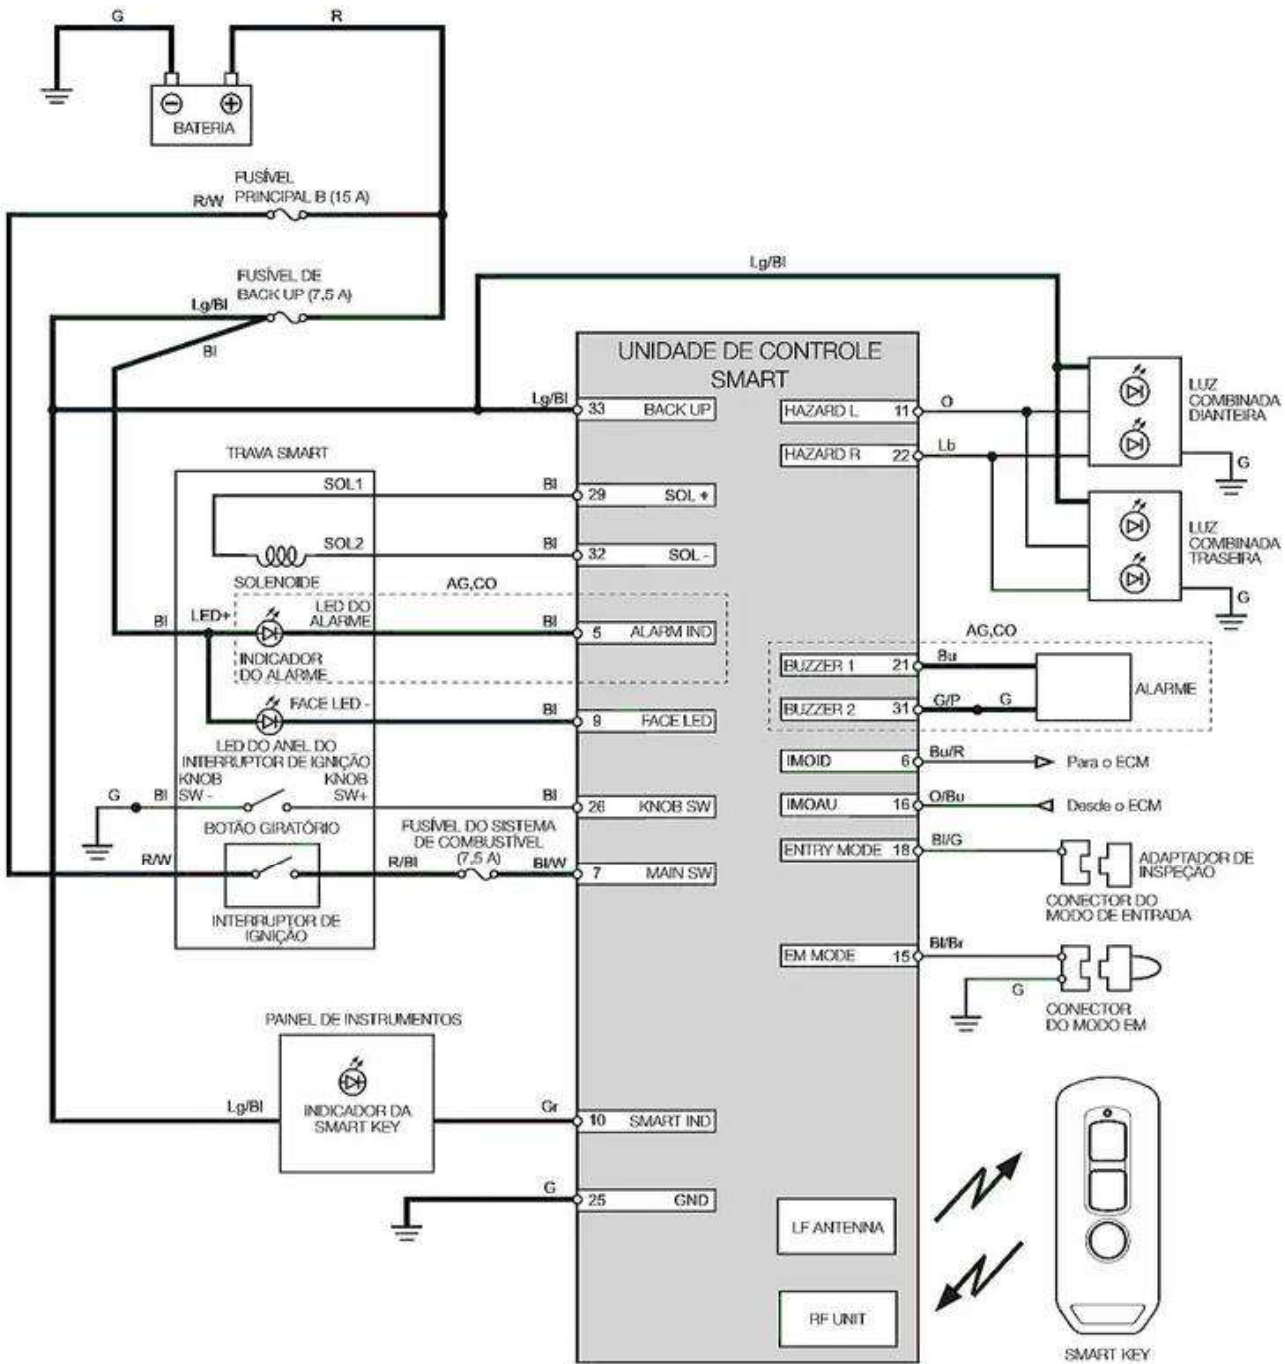 G
R
BATERIA
FUSÍVEL
PRINCIPAL B (15 A)
R/W
FUSÍVEL DE
BACK UP (7,5 A)
Lg/Bl
Bl
Lg/Bl
UNIDADE DE CONTROLE
SMART
Lg/Bl
33 BACK UP
HAZARD L 11
O
HAZARD R 22
Lb
LUZ
COMBINADA
DIANTEIRA
G
LUZ
COMBINADA
TRASEIRA
G
TRAVA SMART
SOL1
Bl
29 SOL +
SOL2
Bl
32 SOL -
SOLENOIDE
AG,CO
Bl
LED+
LED DO
ALARME
Bl
5 ALARM IND
INDICADOR
DO ALARME
FACE LED -
Bl
9 FACE LED
LED DO ANEL DO
INTERRUPTOR DE IGNIÇÃO
AG,CO
BUZZER 1 21
Bu
BUZZER 2 31
G/P
G
ALARME
IMOID 6
Bu/R
Para o ECM
IMOAU 16
O/Bu
Desde o ECM
G
Bl
KNOB
SW -
KNOB
SW+
Bl
26 KNOB SW
BOTÃO GIRATÓRIO
FUSÍVEL DO SISTEMA
DE COMBUSTÍVEL
(7,5 A)
R/W
R/Bl
Bl/W
7 MAIN SW
INTERRUPTOR DE
IGNIÇÃO
ENTRY MODE 18
Bl/G
ADAPTADOR DE
INSPEÇÃO
CONECTOR DO
MODO DE ENTRADA
EM MODE 15
Bl/Br
G
CONECTOR
DO MODO EM
PAINEL DE INSTRUMENTOS
Lg/Bl
INDICADOR DA
SMART KEY
Gr
10 SMART IND
G
25 GND
LF ANTENNA
RF UNIT
SMART KEY